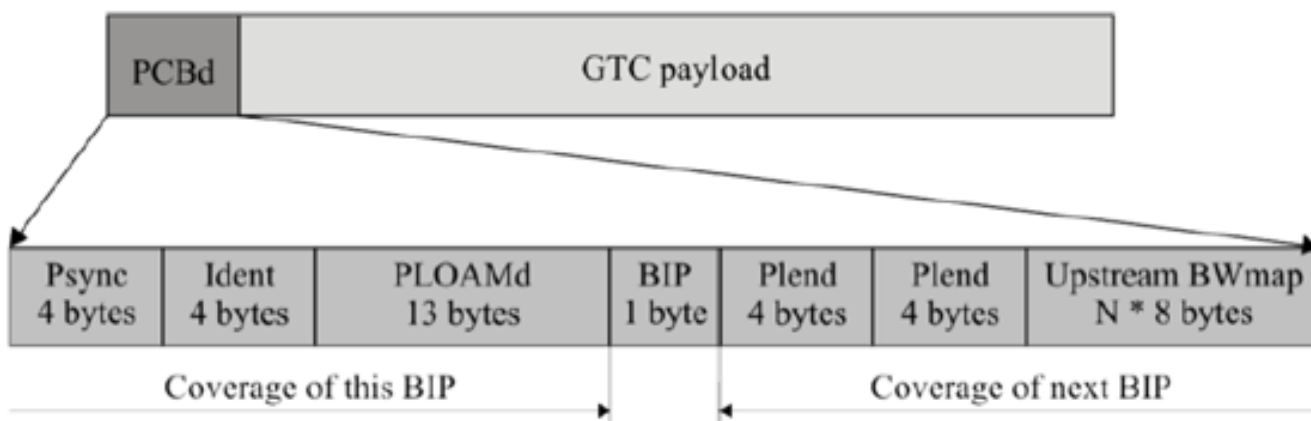 PCBd
GTC payload
Psync
4 bytes
Ident
4 bytes
PLOAMd
13 bytes
BIP
1 byte
Plend
4 bytes
Plend
4 bytes
Upstream BWmap
N * 8 bytes
Coverage of this BIP
Coverage of next BIP